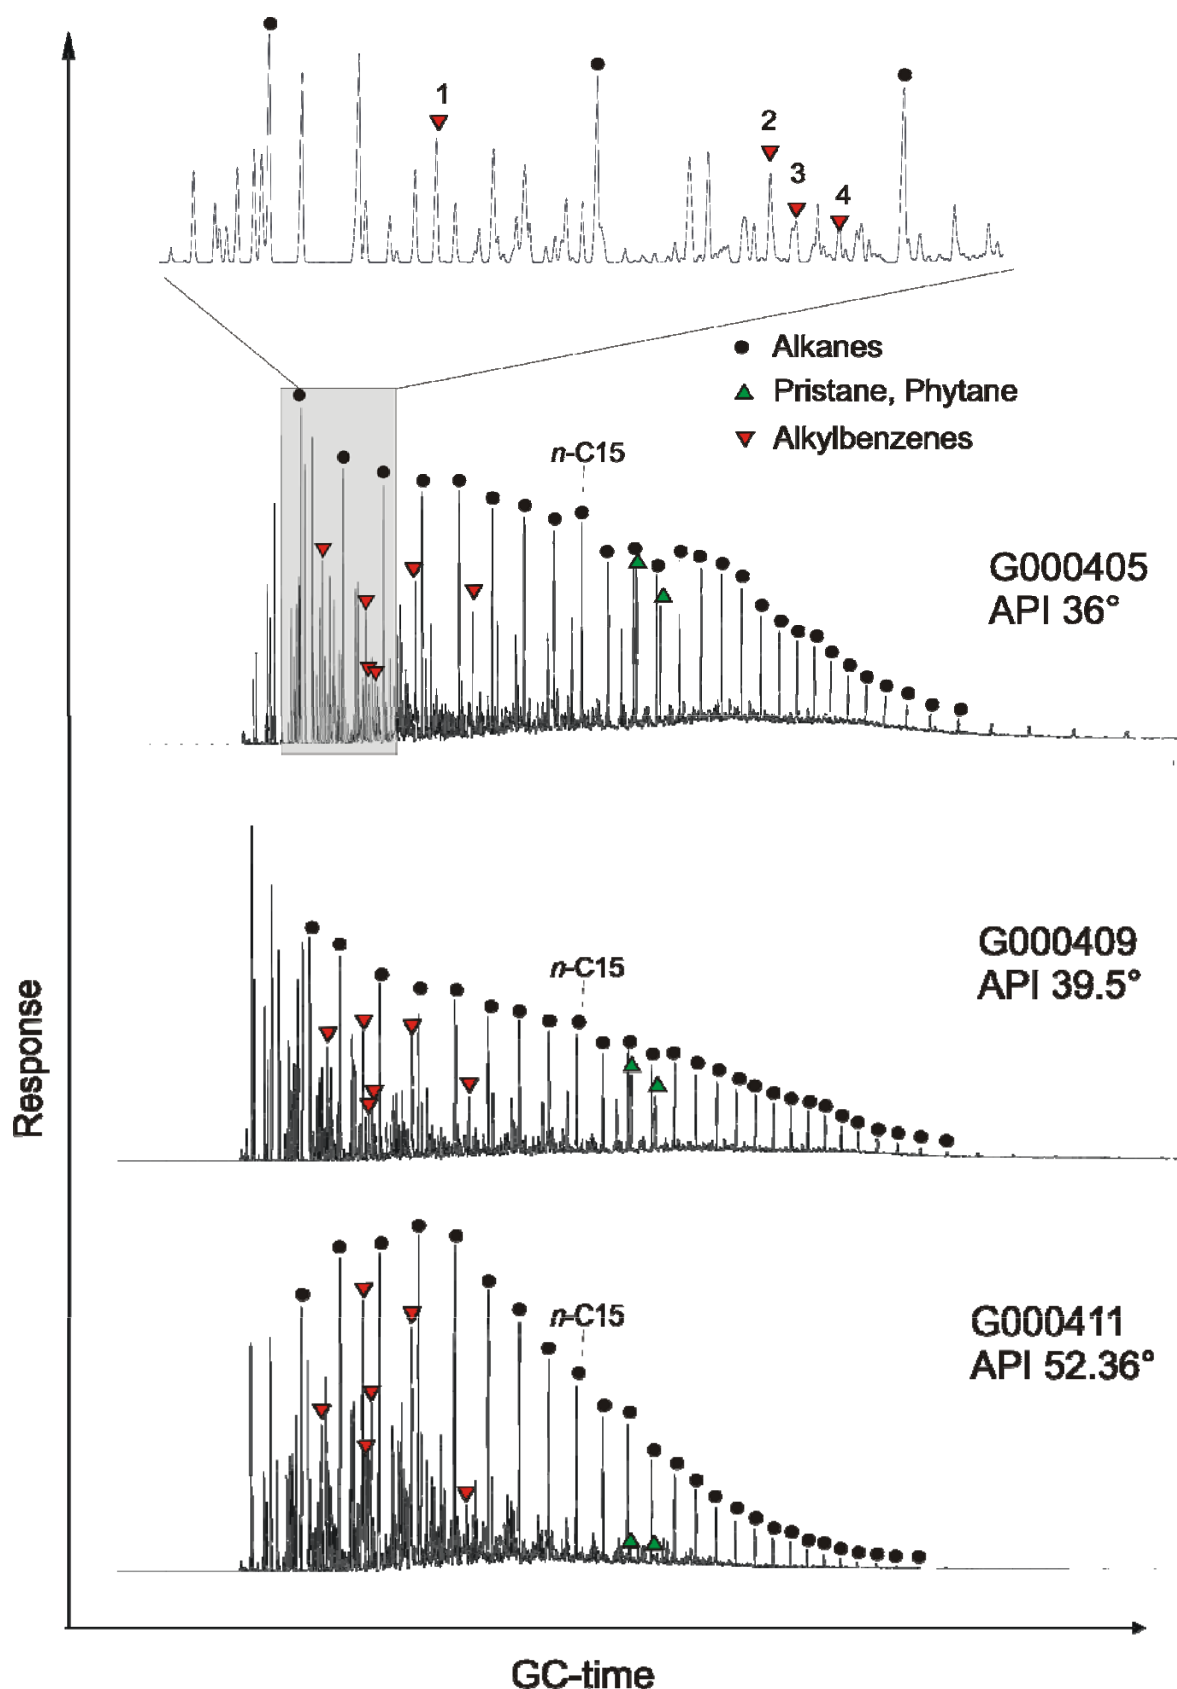 1
2
3
4
Alkanes
Pristane, Phytane
Alkylbenzenes
n-C15
G000405
API 36°
n-C15
G000409
API 39.5°
n-C15
G000411
API 52.36°
Response
GC-time